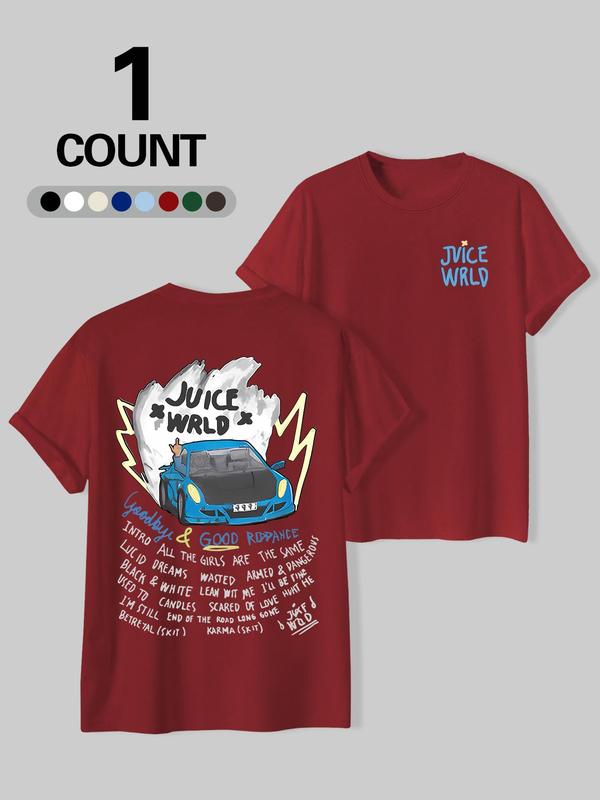 1
COUNT
JUICE
WRLD
JUICE
WRLD
999
Goodbye & GOOD RIDDANCE
INTRO ALL THE GIRLS ARE THE SAME
LUCID DREAMS WASTED ARMED & DANGEROUS
BLACK & WHITE LEAN WIT ME I'LL BE FINE
USED TO CANDLES SCARED OF LOVE HURT ME
I'M STILL END OF THE ROAD LONG GONE
BETRETAL (SKIT) KARMA (SKIT)